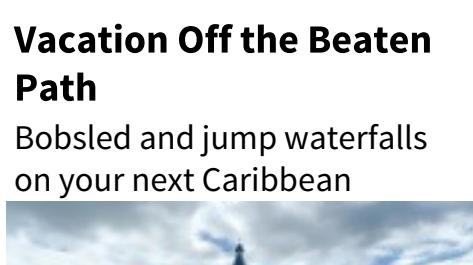 Vacation Off the Beaten
Path
Bobsled and jump waterfalls
on your next Caribbean